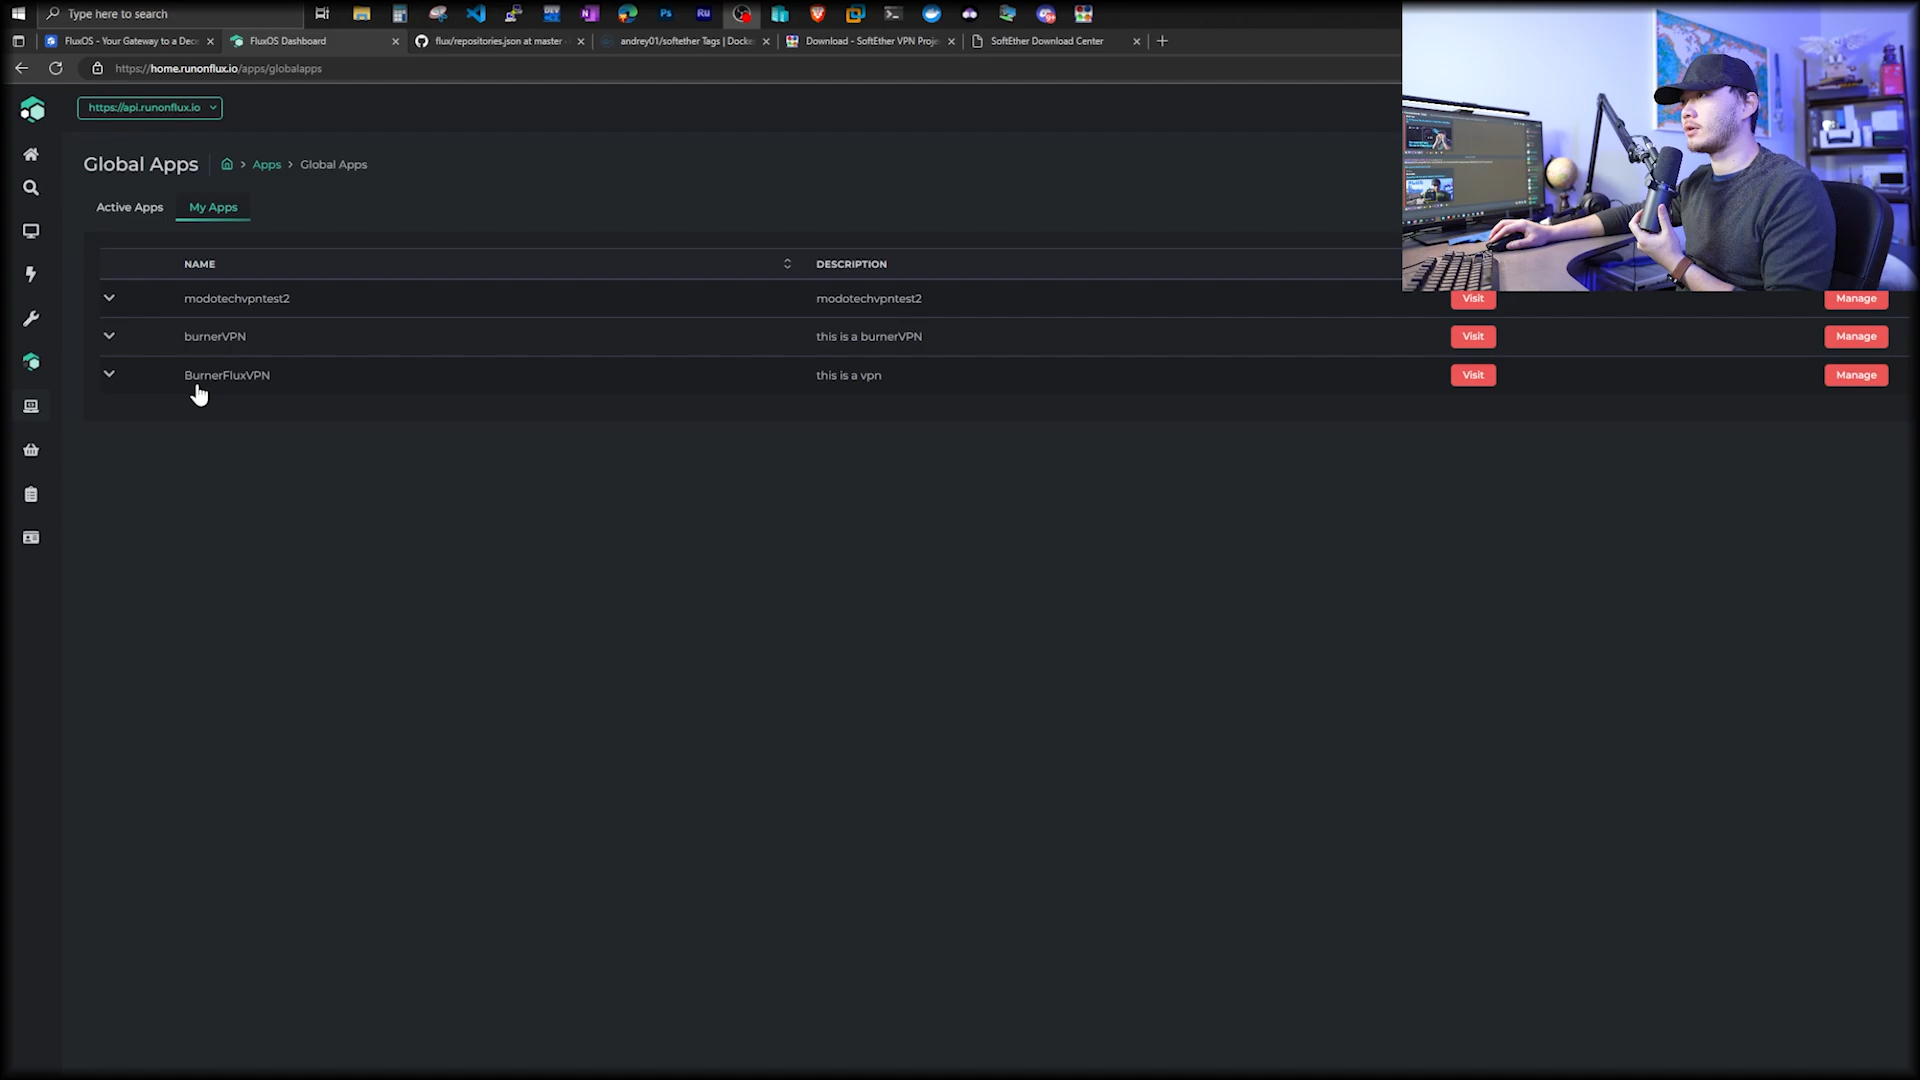 Type here to search
FluxOS - Your Gateway to a Dece
FluxOS Dashboard
flux/repositories.json at master
andrey01/softether Tags | Docke
Download - SoftEther VPN Proje
SoftEther Download Center
https://home.runonflux.io/apps/globalapps
https://api.runonflux.io
Global Apps
Apps > Global Apps
Active Apps
My Apps
NAME
DESCRIPTION
modotechvpntest2
modotechvpntest2
Visit
Manage
burnerVPN
this is a burnerVPN
Visit
Manage
BurnerFluxVPN
this is a vpn
Visit
Manage